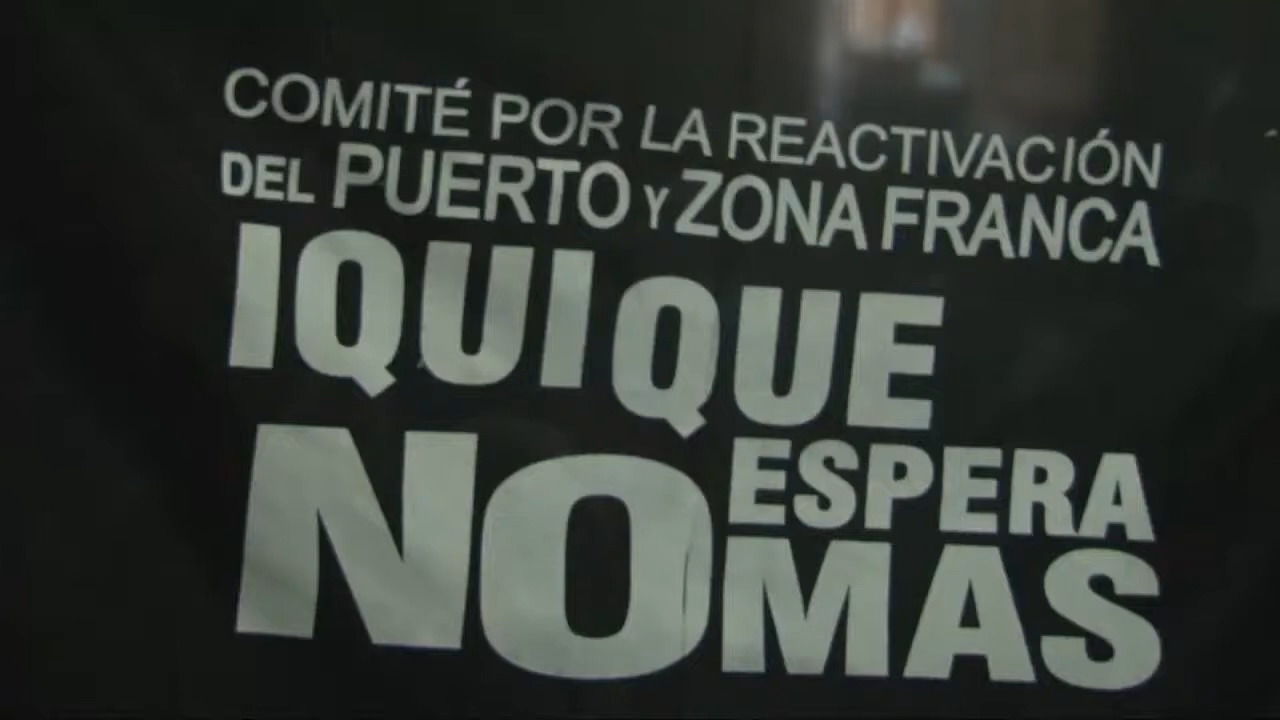 COMITÉ POR LA REACTIVACIÓN
DEL PUERTO Y ZONA FRANCA
IQUIQUE
NO ESPERA
MAS